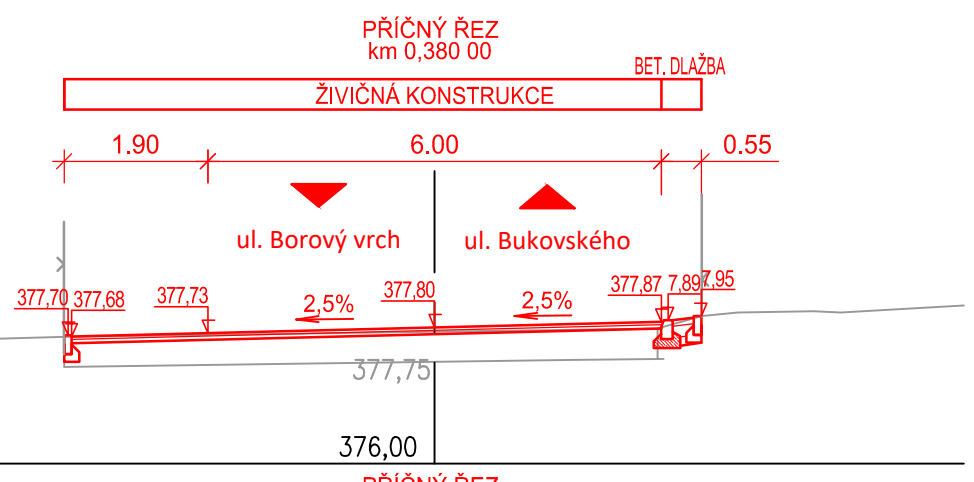 PŘÍČNÝ ŘEZ
km 0,380 00
BET. DLAŽBA
ŽIVIČNÁ KONSTRUKCE
1.90 6.00 0.55
ul. Borový vrch ul. Bukovského
377,70 377,68 377,73 2,5% 377,80 2,5% 377,87 7,89 7,95
377,75
376,00
PŘÍČNÝ ŘEZ